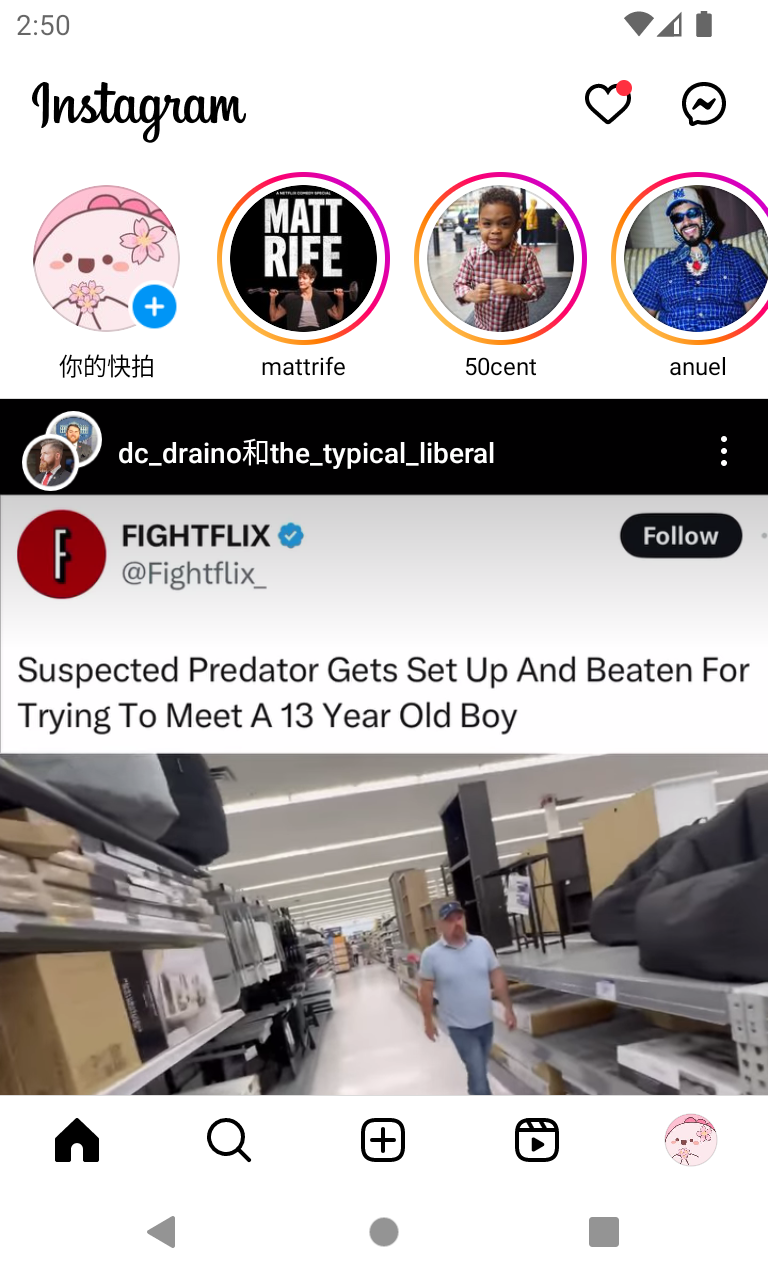 2:50
Instagram
A NETFLIX COMEDY SPECIAL
MATT
RIFE
你的快拍
mattrife
50cent
anuel
dc_draino和the_typical_liberal
F
FIGHTFLIX
@Fightflix_
Follow
Suspected Predator Gets Set Up And Beaten For
Trying To Meet A 13 Year Old Boy